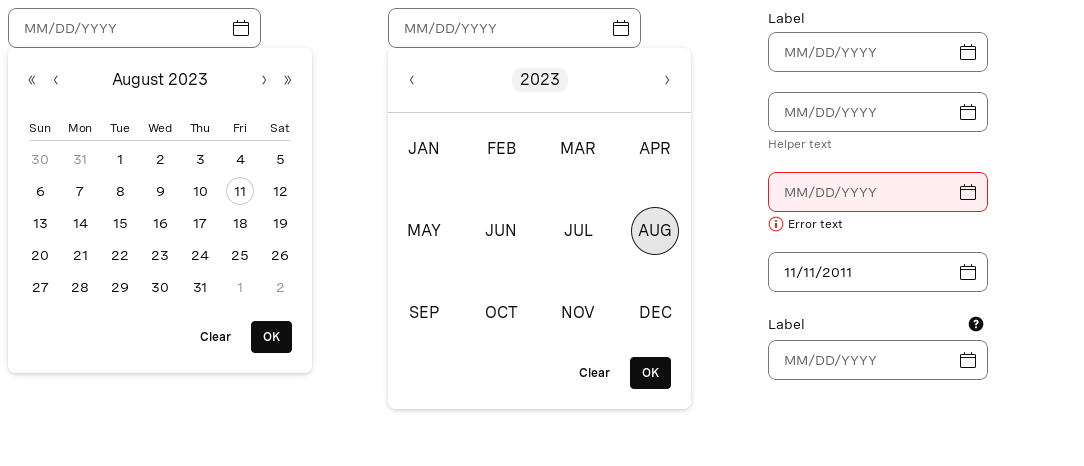 MM/DD/YYYY
« ‹ August 2023 › »
Sun Mon Tue Wed Thu Fri Sat
30 31 1 2 3 4 5
6 7 8 9 10 11 12
13 14 15 16 17 18 19
20 21 22 23 24 25 26
27 28 29 30 31 1 2
Clear OK
MM/DD/YYYY
‹ 2023 ›
JAN FEB MAR APR
MAY JUN JUL AUG
SEP OCT NOV DEC
Clear OK
Label
MM/DD/YYYY
MM/DD/YYYY
Helper text
MM/DD/YYYY
Error text
11/11/2011
Label ?
MM/DD/YYYY